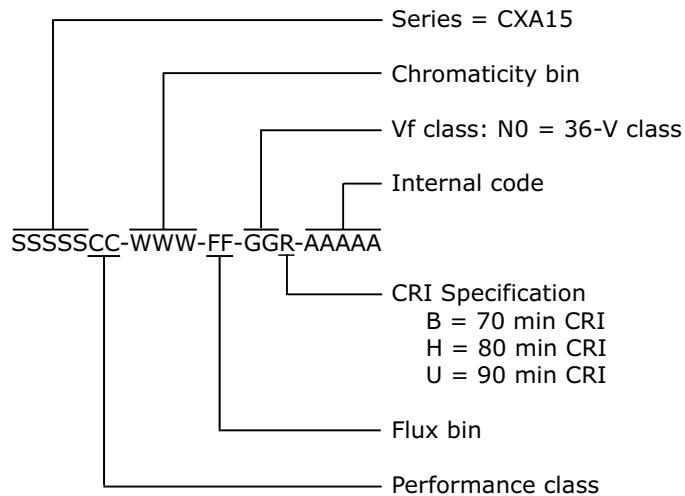 Series = CXA15
Chromaticity bin
Vf class: N0 = 36-V class
Internal code
SSSSSCC-WWW-FF-GGR-AAAAA
CRI Specification
B = 70 min CRI
H = 80 min CRI
U = 90 min CRI
Flux bin
Performance class